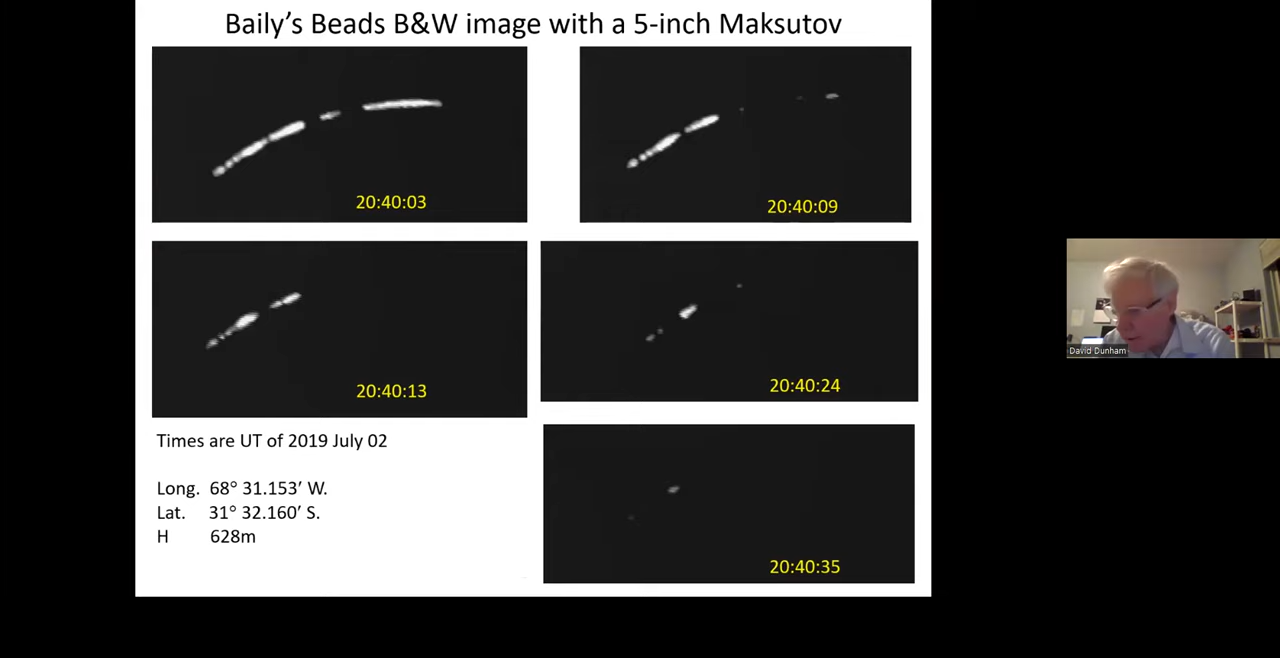 Baily’s Beads B&W image with a 5-inch Maksutov
20:40:03
20:40:09
20:40:13
20:40:24
Times are UT of 2019 July 02
Long. 68° 31.153’ W.
Lat. 31° 32.160’ S.
H 628m
20:40:35
David Dunham